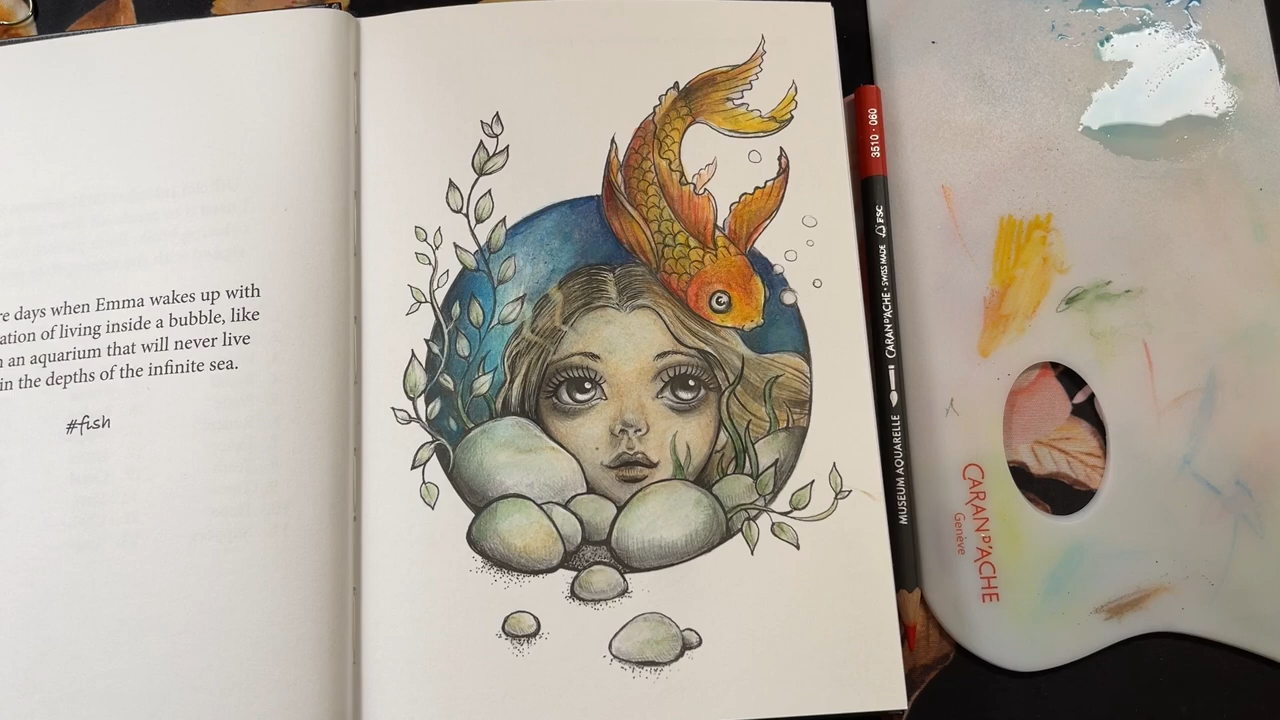 re days when Emma wakes up with
ation of living inside a bubble, like
an aquarium that will never live
in the depths of the infinite sea.
#fish
3510 · 060
MUSEUM AQUARELLE CARAN D'ACHE · SWISS MADE FSC
CARAN D'ACHE
Genève